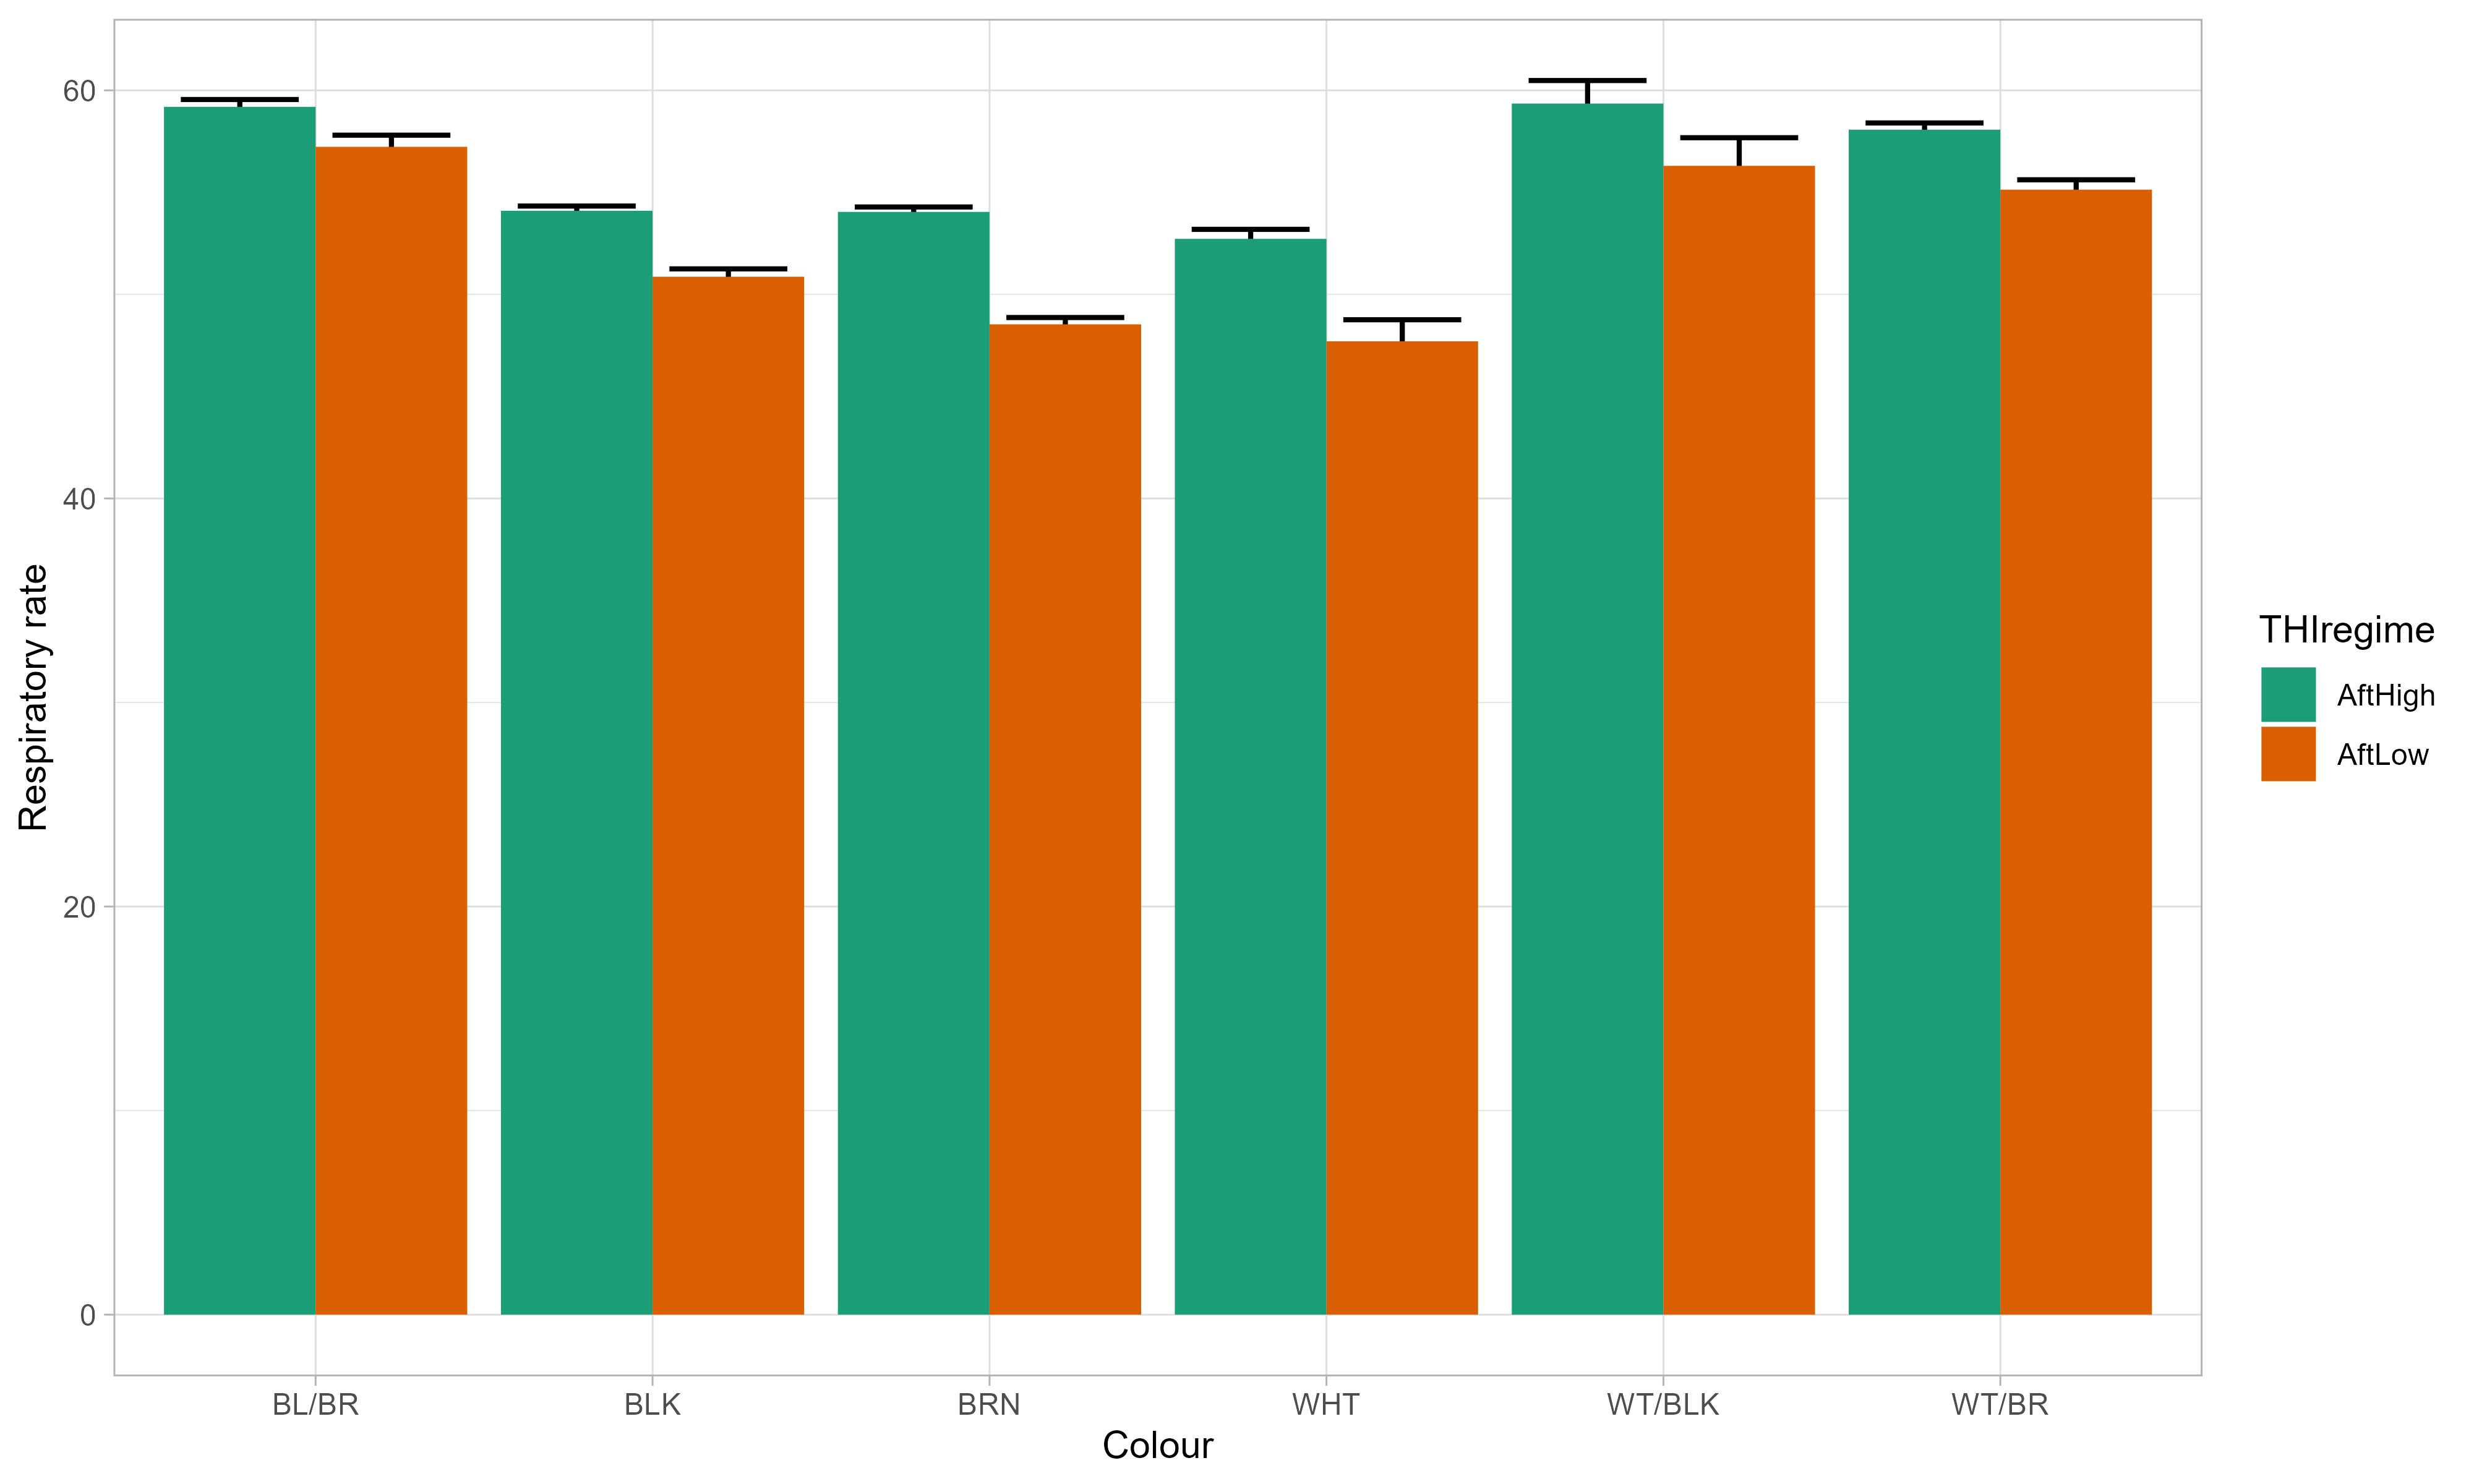 60
40
20
0
Respiratory rate
BL/BR
BLK
BRN
WHT
WT/BLK
WT/BR
Colour
THIregime
AftHigh
AftLow